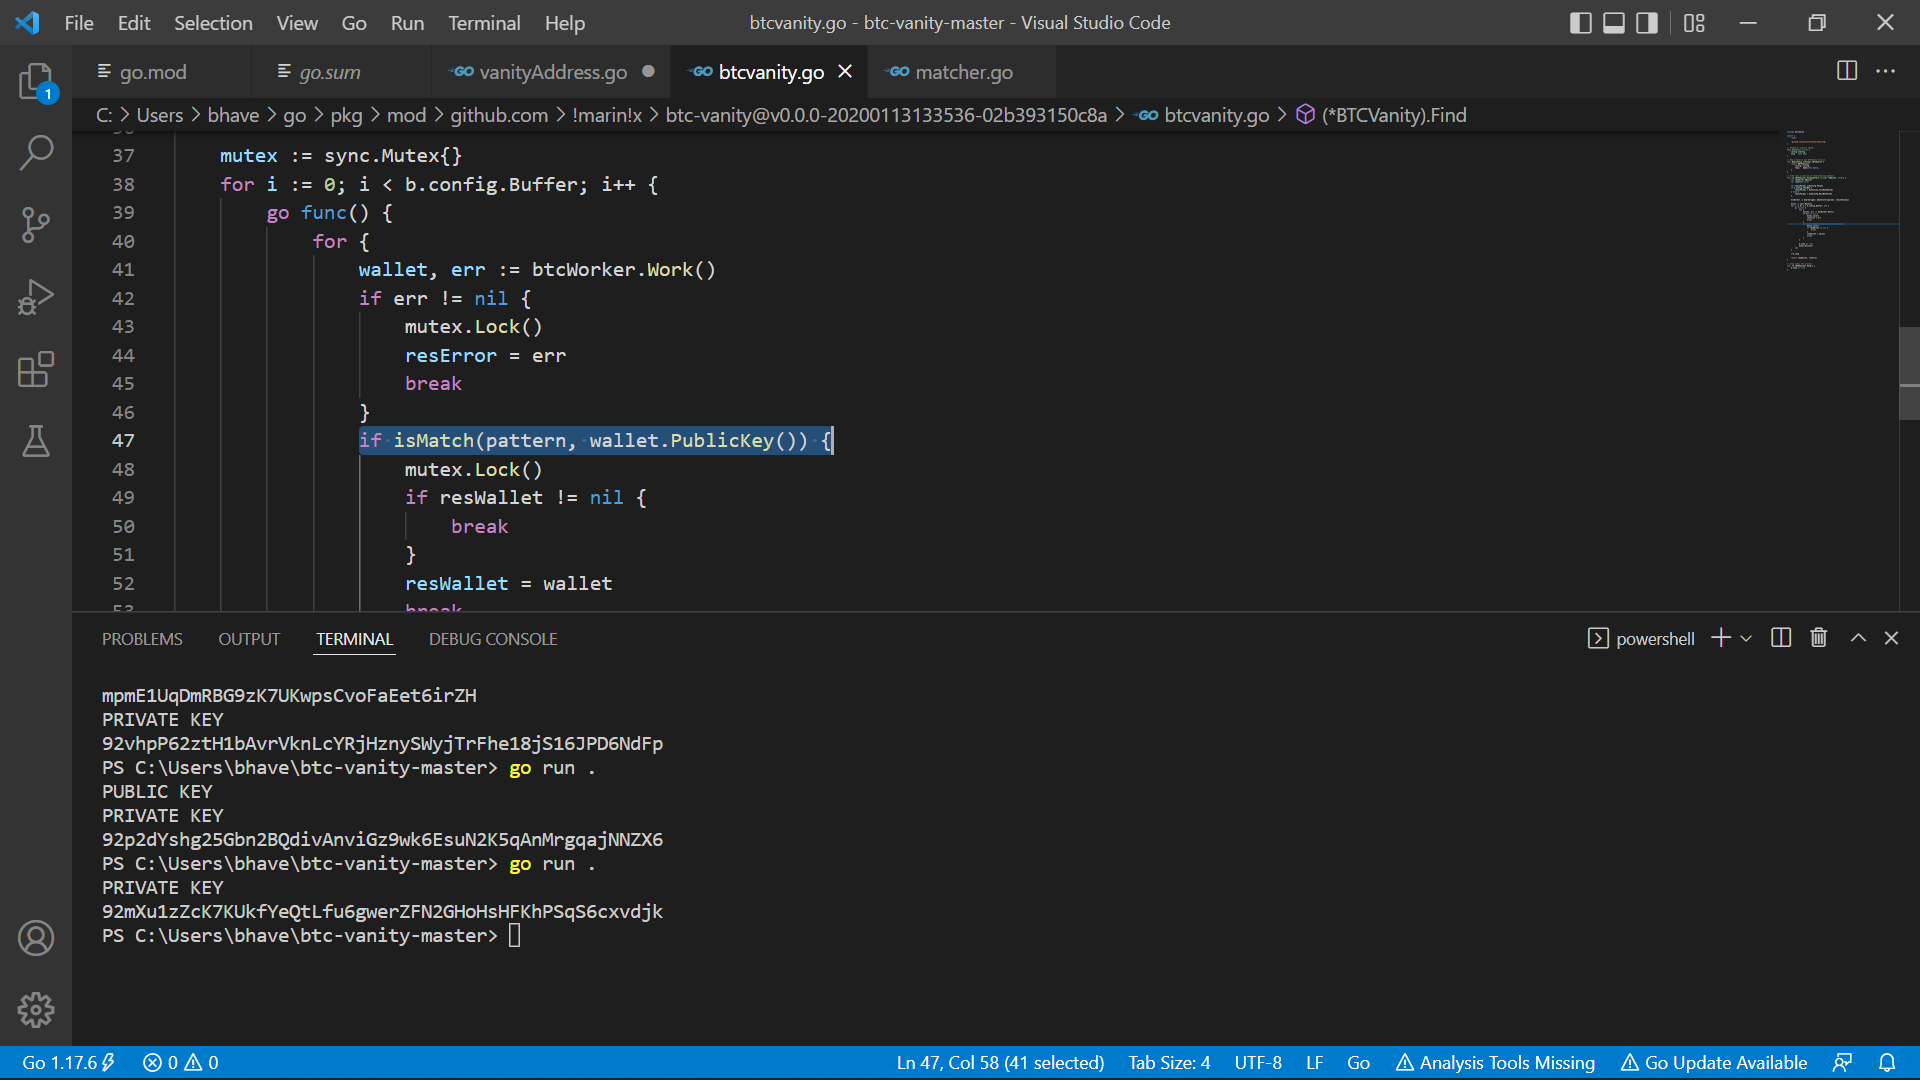 File Edit Selection View Go Run Terminal Help
btcvanity.go - btc-vanity-master - Visual Studio Code
go.mod go.sum vanityAddress.go btcvanity.go matcher.go
1
C: > Users > bhave > go > pkg > mod > github.com > !marin!x > btc-vanity@v0.0.0-20200113133536-02b393150c8a > btcvanity.go > (*BTCVanity).Find
37 mutex := sync.Mutex{}
38 for i := 0; i < b.config.Buffer; i++ {
39 go func() {
40 for {
41 wallet, err := btcWorker.Work()
42 if err != nil {
43 mutex.Lock()
44 resError = err
45 break
46 }
47 if isMatch(pattern, wallet.PublicKey()) {
48 mutex.Lock()
49 if resWallet != nil {
50 break
51 }
52 resWallet = wallet
53 break
PROBLEMS OUTPUT TERMINAL DEBUG CONSOLE
powershell
mpmE1UqDmRBG9zK7UKwpsCvoFaEet6irZH
PRIVATE KEY
92vhpP62ztH1bAvrVknLcYRjHznySWyjTrFhe18jS16JPD6NdFp
PS C:\Users\bhave\btc-vanity-master> go run .
PUBLIC KEY
PRIVATE KEY
92p2dYshg25Gbn2BQdivAnviGz9wk6EsuN2K5qAnMrgqajNNZX6
PS C:\Users\bhave\btc-vanity-master> go run .
PRIVATE KEY
92mXu1zZcK7KUkfYeQtLfu6gwerZFN2GHoHsHFKhPSqS6cxvdjk
PS C:\Users\bhave\btc-vanity-master>
Go 1.17.6 0 0 Ln 47, Col 58 (41 selected) Tab Size: 4 UTF-8 LF Go Analysis Tools Missing Go Update Available